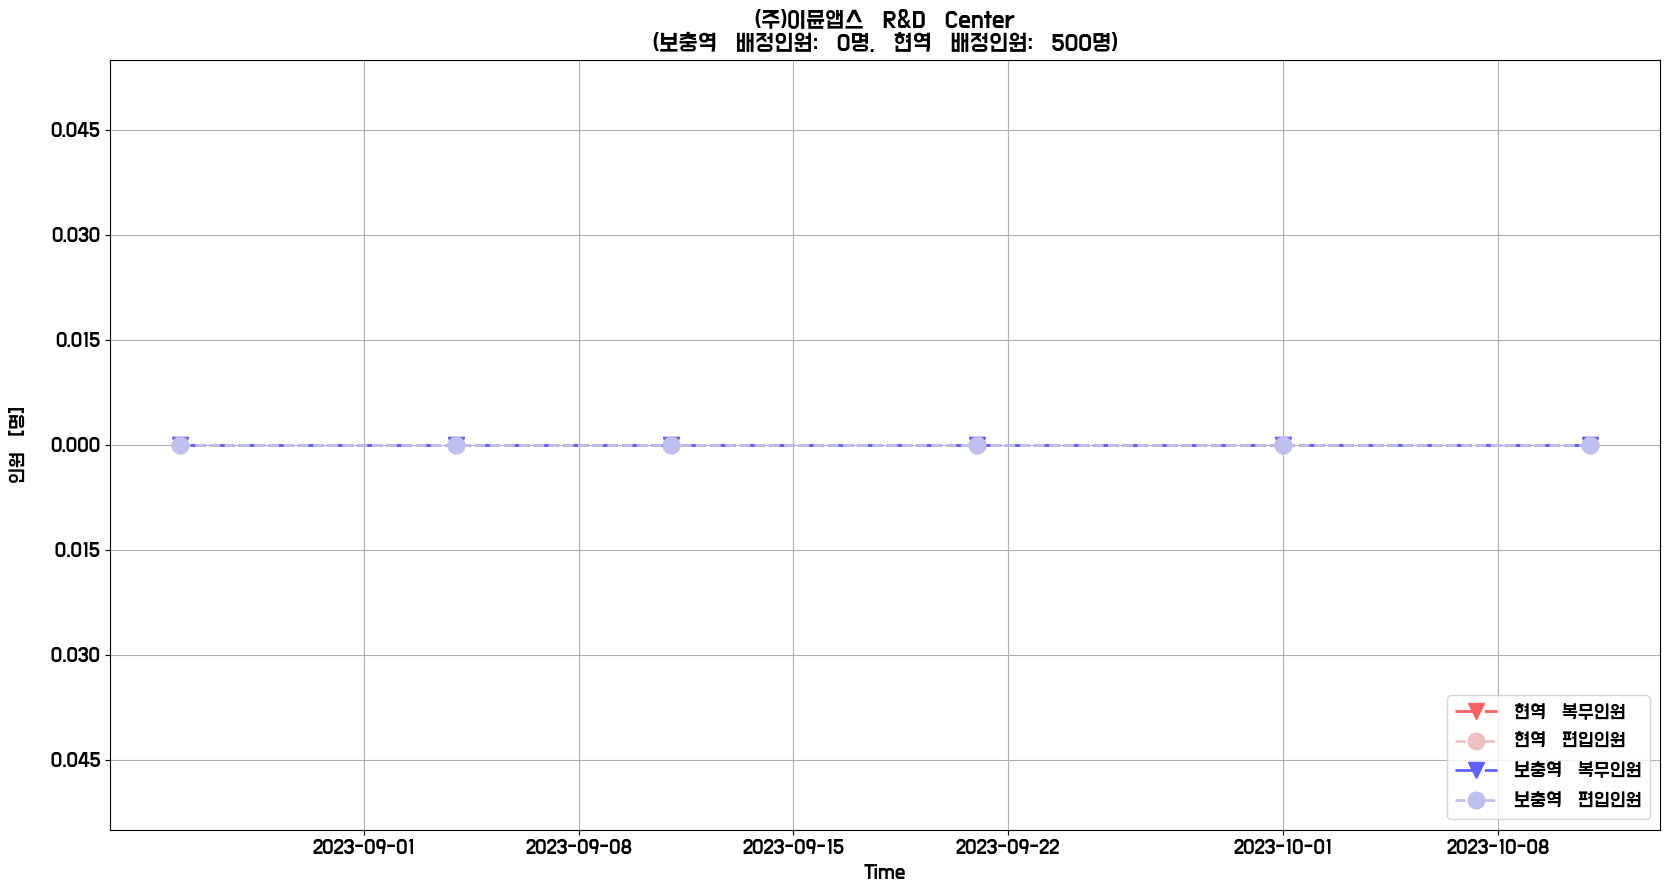 (주)이뮨앱스 R&D Center
(보충역 배정인원: 0명, 현역 배정인원: 500명)
0.045
0.030
0.015
0.000
0.015
0.030
0.045
인원 [명]
2023-09-01 2023-09-08 2023-09-15 2023-09-22 2023-10-01 2023-10-08
Time
현역 복무인원
현역 편입인원
보충역 복무인원
보충역 편입인원